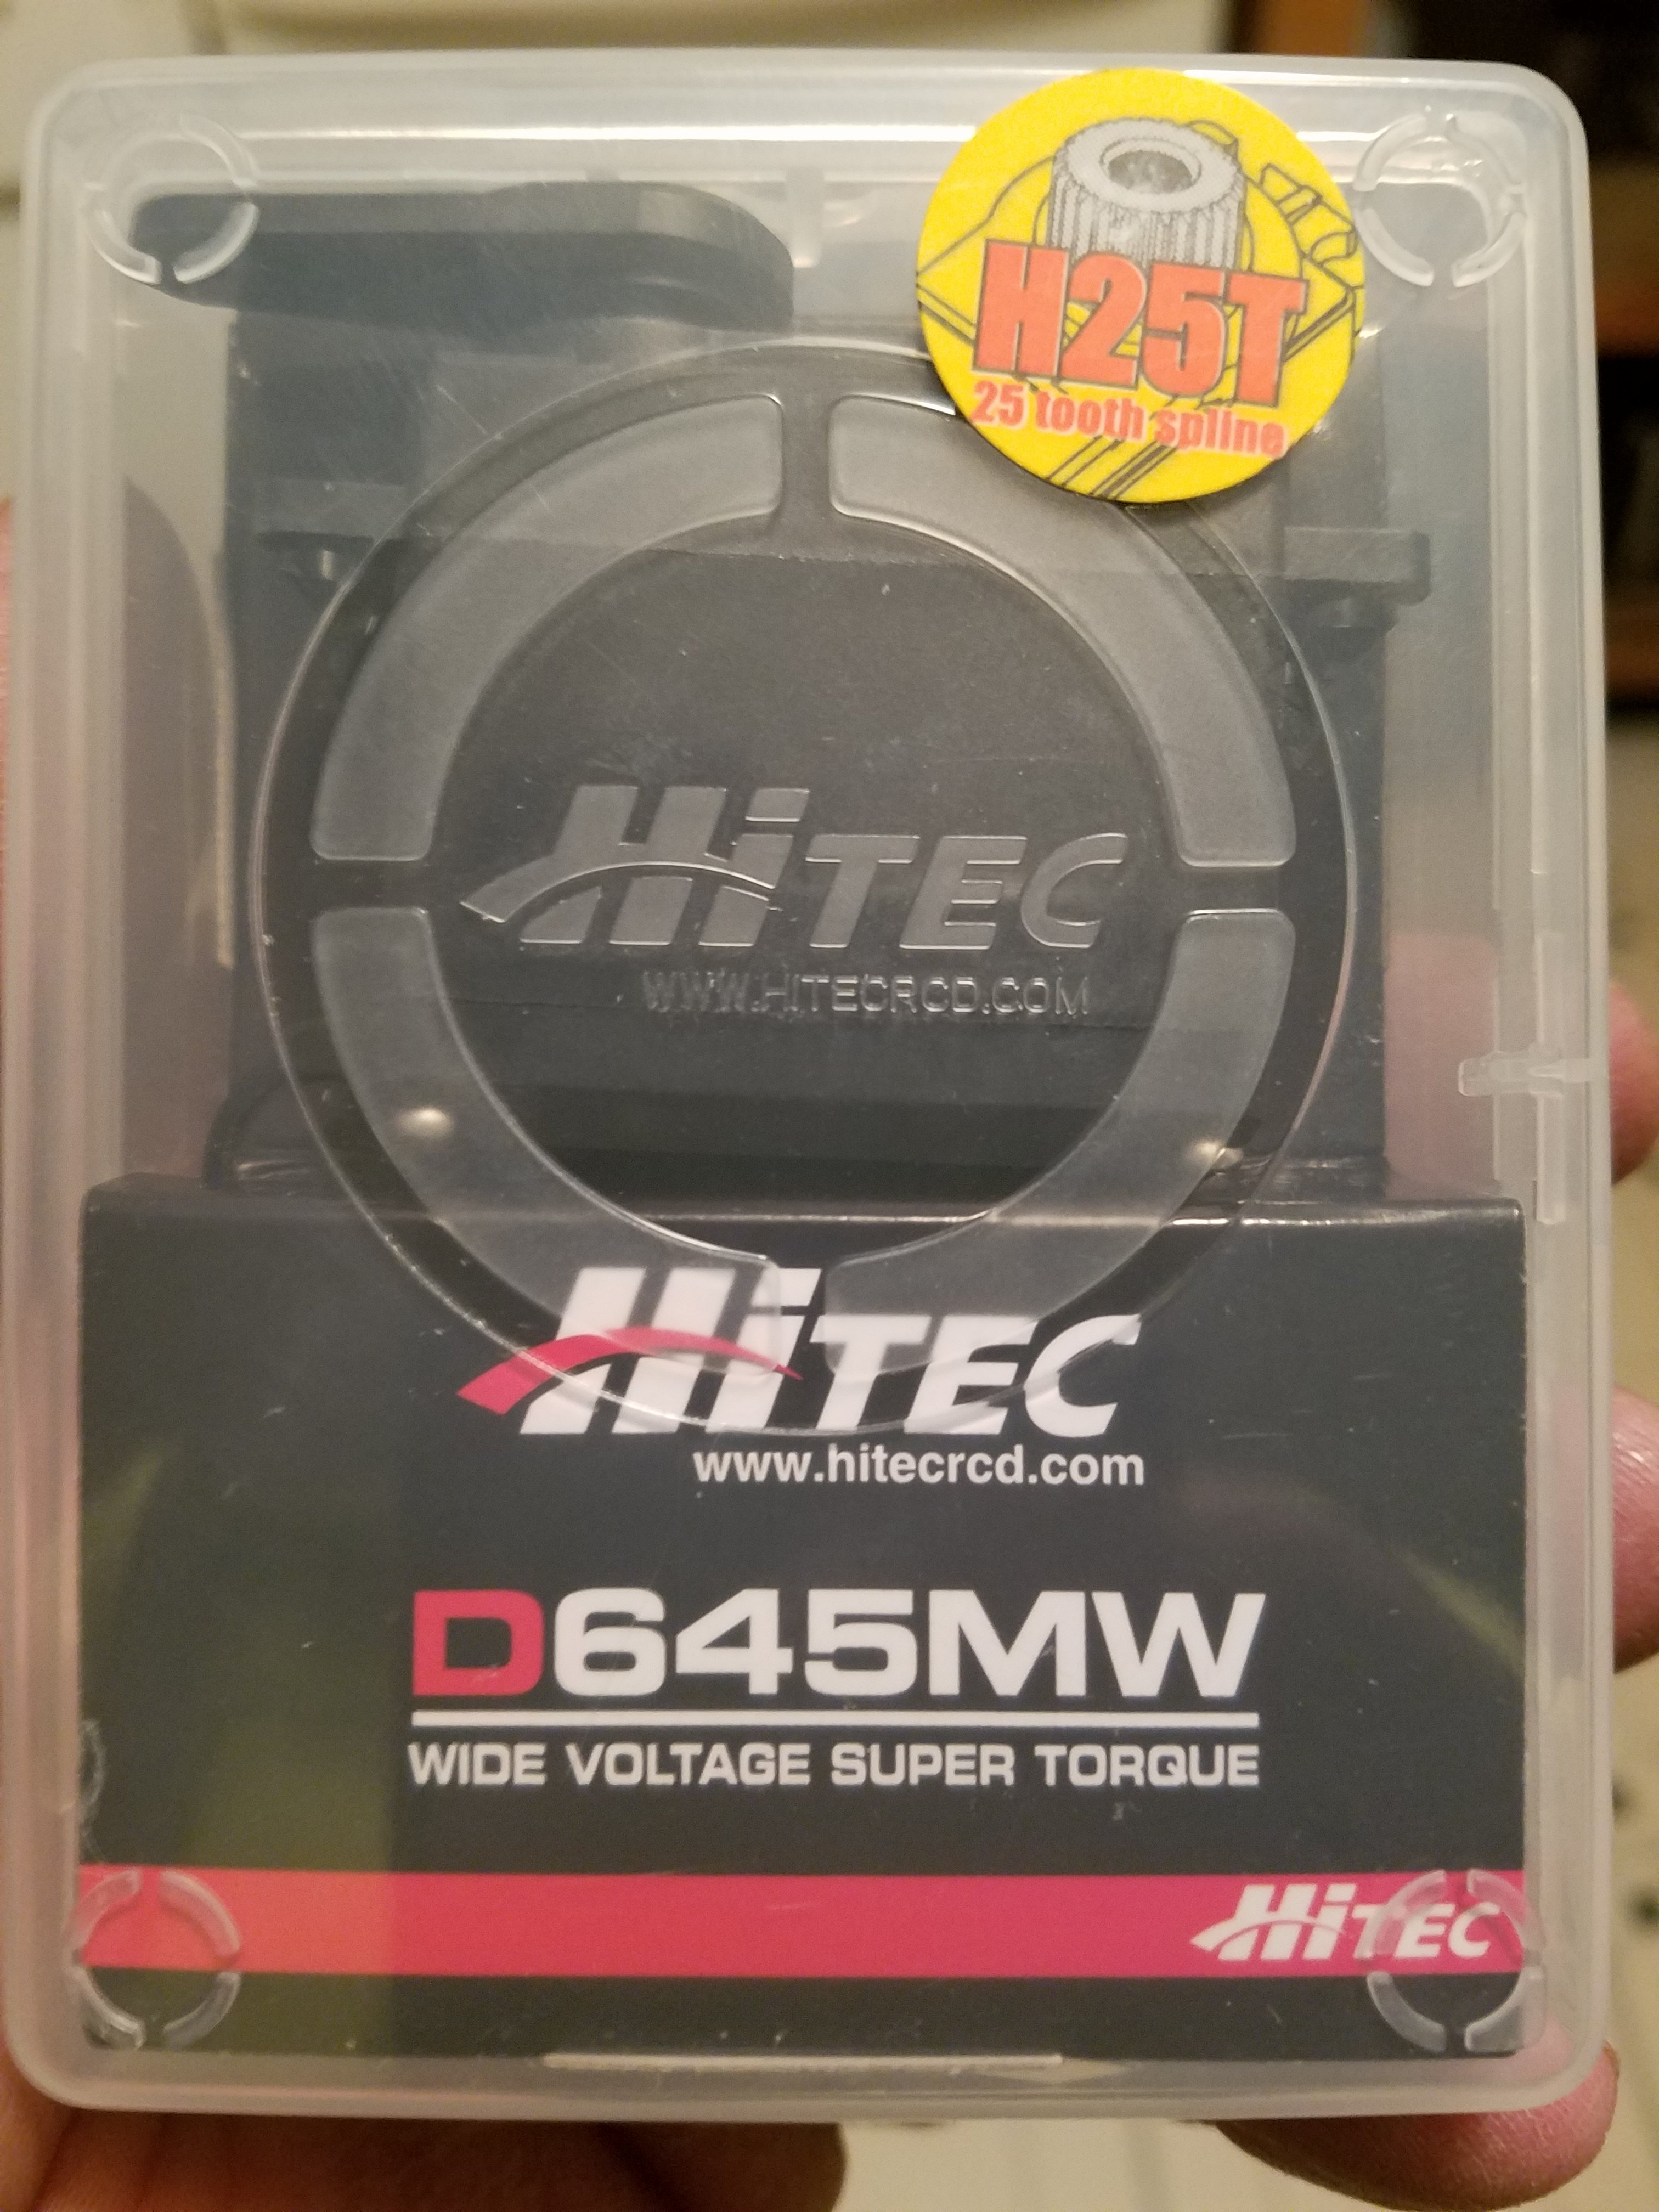 H25T
25 tooth spline
HiTEC
WWW.HITECRCD.COM
HiTEC
www.hitecrcd.com
D645MW
WIDE VOLTAGE SUPER TORQUE
HiTEC